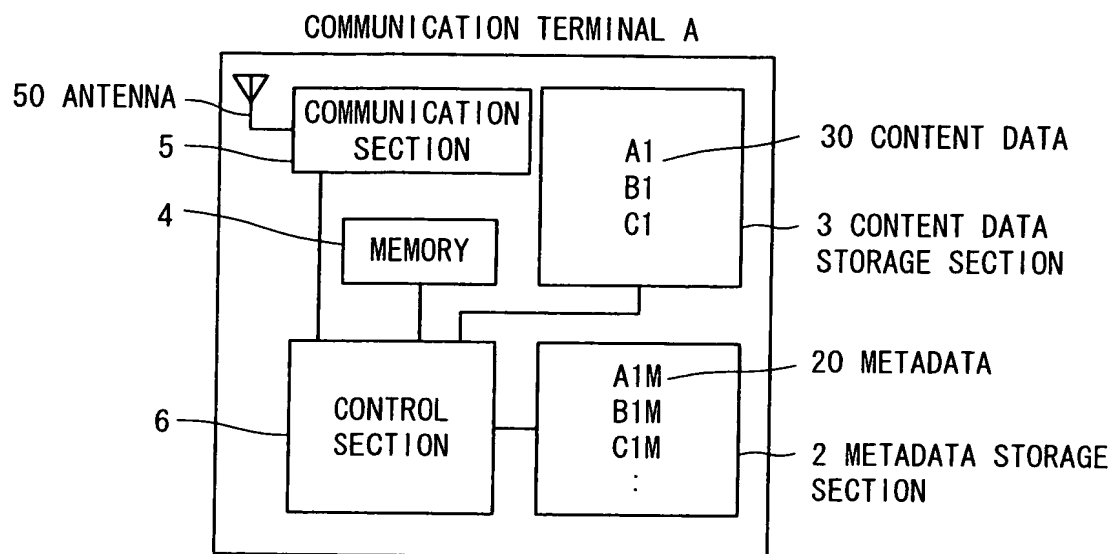 COMMUNICATION TERMINAL A
50 ANTENNA
COMMUNICATION
SECTION
5
A1
B1
C1
30 CONTENT DATA
3 CONTENT DATA
STORAGE SECTION
4
MEMORY
6
CONTROL
SECTION
A1M
B1M
C1M
:
20 METADATA
2 METADATA STORAGE
SECTION